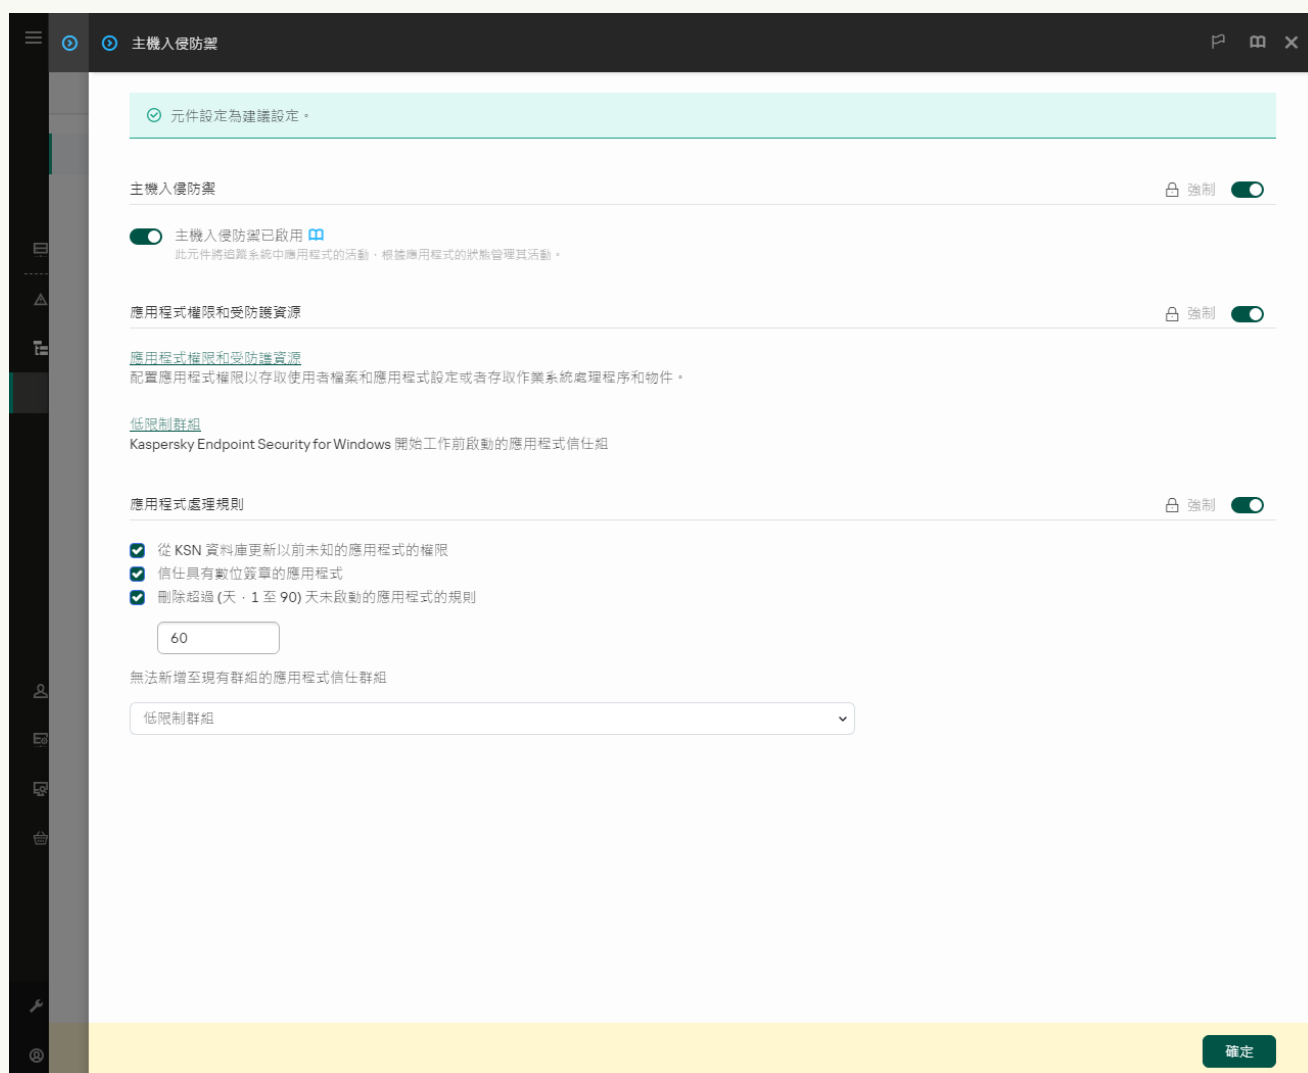 主機入侵防禦
元件設定為建議設定。
主機入侵防禦
強制
主機入侵防禦已啟用
此元件將追蹤系統中應用程式的活動，根據應用程式的狀態管理其活動。
應用程式權限和受防護資源
強制
應用程式權限和受防護資源
配置應用程式權限以存取使用者檔案和應用程式設定或者存取作業系統處理程序和物件。
低限制群組
Kaspersky Endpoint Security for Windows 開始工作前啟動的應用程式信任組
應用程式處理規則
強制
從 KSN 資料庫更新以前未知的應用程式的權限
信任具有數位簽章的應用程式
刪除超過 (天，1 至 90) 天未啟動的應用程式的規則
60
無法新增至現有群組的應用程式信任群組
低限制群組
確定